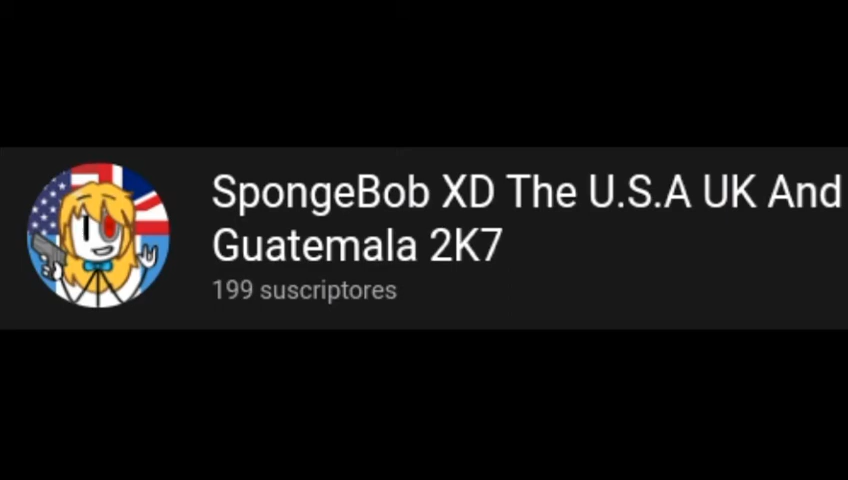 SpongeBob XD The U.S.A UK And
Guatemala 2K7
199 suscriptores